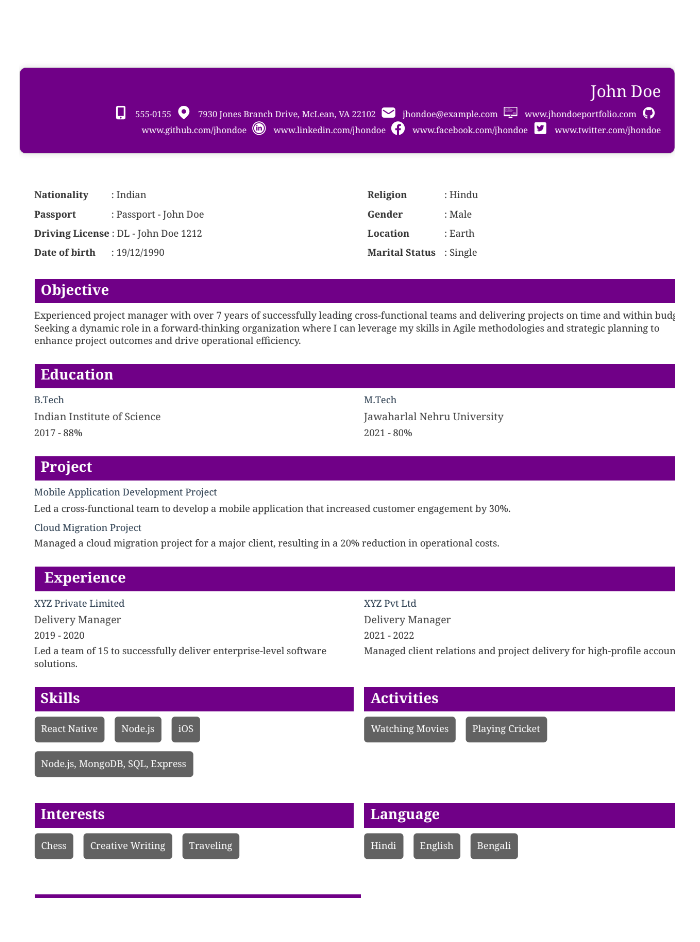 John Doe
555-0155 7930 Jones Branch Drive, McLean, VA 22102 jhondoe@example.com www.jhondoeportfolio.com
www.github.com/jhondoe www.linkedin.com/jhondoe www.facebook.com/jhondoe www.twitter.com/jhondoe
Nationality : Indian Religion : Hindu
Passport : Passport - John Doe Gender : Male
Driving License : DL - John Doe 1212 Location : Earth
Date of birth : 19/12/1990 Marital Status : Single
Objective
Experienced project manager with over 7 years of successfully leading cross-functional teams and delivering projects on time and within
Seeking a dynamic role in a forward-thinking organization where I can leverage my skills in Agile methodologies and strategic planning to
enhance project outcomes and drive operational efficiency.
Education
B.Tech M.Tech
Indian Institute of Science Jawaharlal Nehru University
2017 - 88% 2021 - 80%
Project
Mobile Application Development Project
Led a cross-functional team to develop a mobile application that increased customer engagement by 30%.
Cloud Migration Project
Managed a cloud migration project for a major client, resulting in a 20% reduction in operational costs.
Experience
XYZ Private Limited XYZ Pvt Ltd
Delivery Manager Delivery Manager
2019 - 2020 2021 - 2022
Led a team of 15 to successfully deliver enterprise-level software Managed client relations and project delivery for high-profile
solutions.
Skills Activities
React Native Node.js iOS Watching Movies Playing Cricket
Node.js, MongoDB, SQL, Express
Interests Language
Chess Creative Writing Traveling Hindi English Bengali